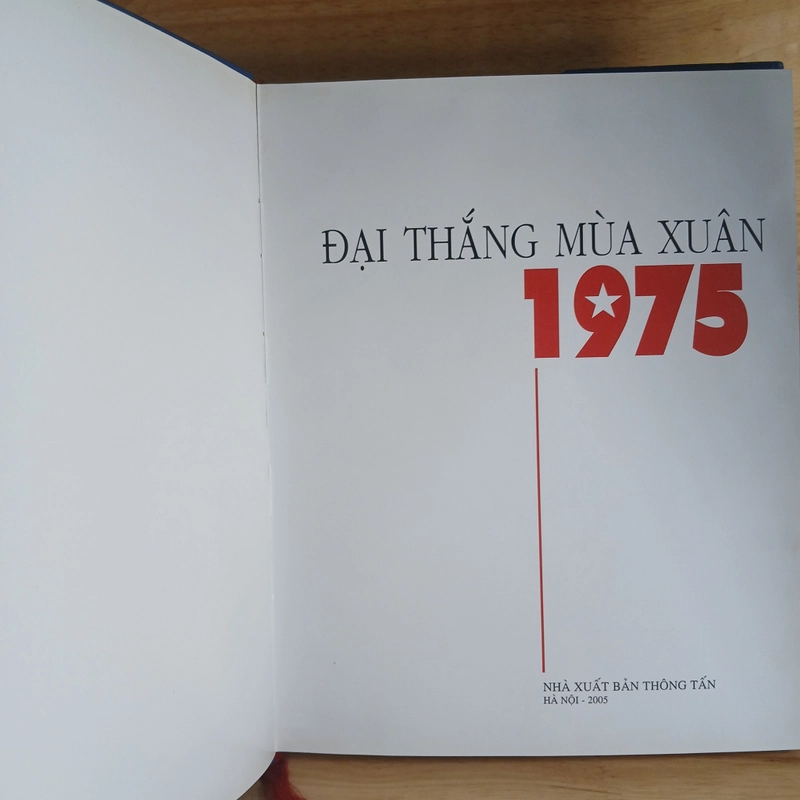 ĐẠI THẮNG MÙA XUÂN
1975
NHÀ XUẤT BẢN THÔNG TẤN
HÀ NỘI - 2005